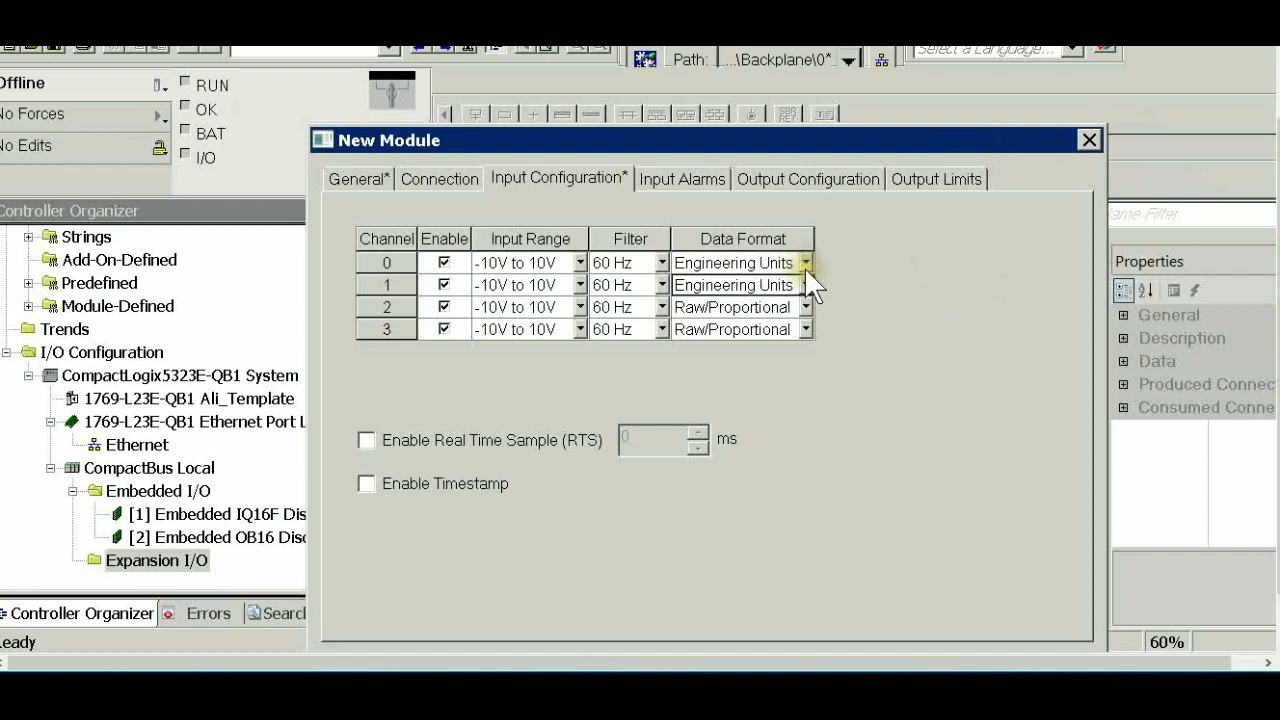 Select a Language...
Path: ...\Backplane\0*
Offline
RUN
No Forces
OK
BAT
No Edits
I/O
New Module
General* Connection Input Configuration* Input Alarms Output Configuration Output Limits
Controller Organizer
Name Filter.
Strings
Add-On-Defined
Predefined
Module-Defined
Trends
I/O Configuration
CompactLogix5323E-QB1 System
1769-L23E-QB1 Ali_Template
1769-L23E-QB1 Ethernet Port L
Ethernet
CompactBus Local
Embedded I/O
[1] Embedded IQ16F Dis
[2] Embedded OB16 Disc
Expansion I/O
Channel Enable Input Range Filter Data Format
0 -10V to 10V 60 Hz Engineering Units
1 -10V to 10V 60 Hz Engineering Units
2 -10V to 10V 60 Hz Raw/Proportional
3 -10V to 10V 60 Hz Raw/Proportional
Enable Real Time Sample (RTS) 0 ms
Enable Timestamp
Properties
General
Description
Data
Produced Connec
Consumed Conne
Controller Organizer Errors Search
eady
60%